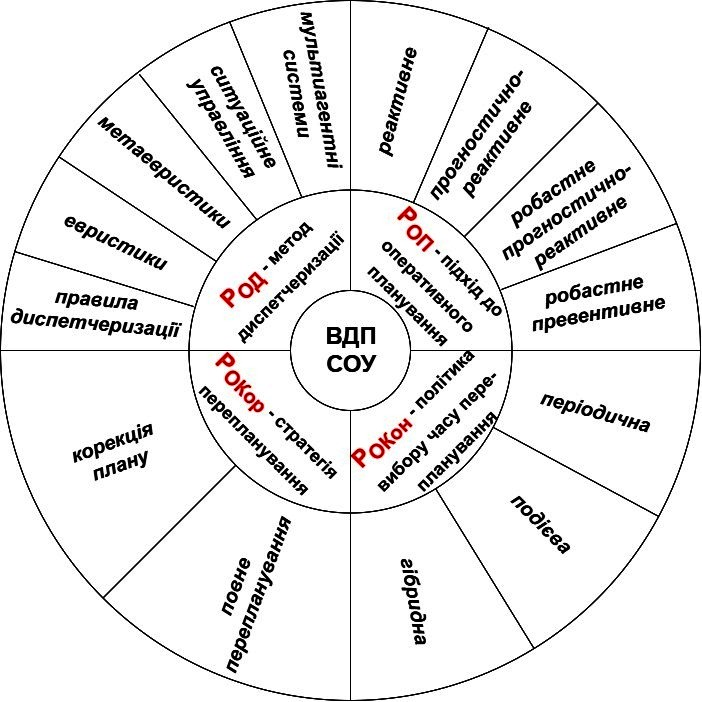 ВДП
СОУ
РОП - підхід до
оперативного
планування
реактивне
прогностично-
реактивне
робастне
прогностично-
реактивне
робастне
превентивне
РОКон - політика
вибору часу пере-
планування
періодична
подієва
гібридна
РОКор - стратегія
перепланування
повне
перепланування
корекція
плану
РОД - метод
диспетчеризації
правила
диспетчеризації
евристики
метаевристики
ситуаційне
управління
мультиагентні
системи